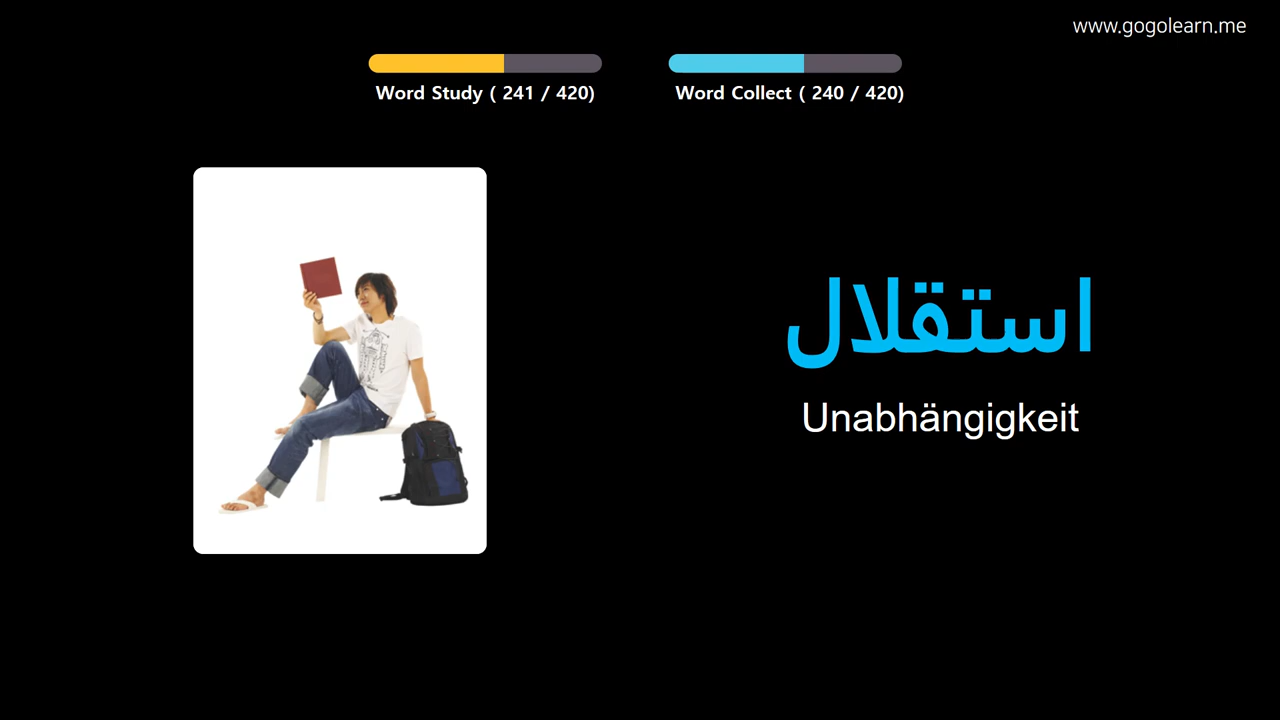 www.gogolearn.me
Word Study ( 241 / 420)
Word Collect ( 240 / 420)
استقلال
Unabhängigkeit